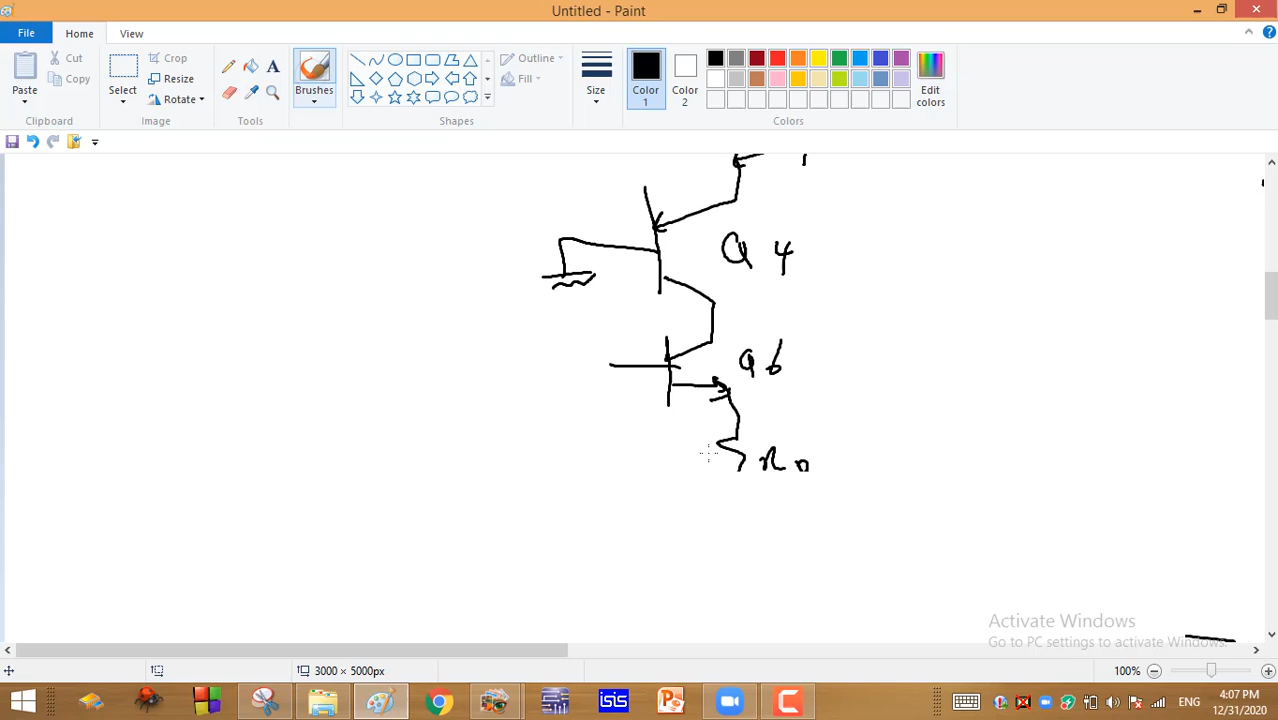 Untitled - Paint
File Home View
Cut
Copy
Paste
Clipboard
Crop
Resize
Rotate
Select
Image
A
Tools
Brushes
Outline
Fill
Shapes
Size
Color 1
Color 2
Edit colors
Colors
Q 4
Q 6
Activate Windows
Go to PC settings to activate Windows.
3000 × 5000px
100%
isis
ENG
4:07 PM
12/31/2020